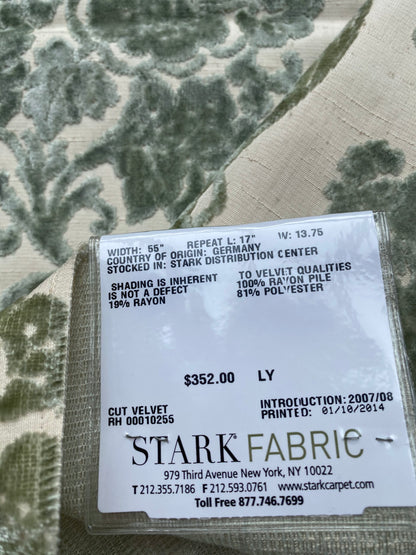 WIDTH: 55" REPEAT L: 17" W: 13.75
COUNTRY OF ORIGIN: GERMANY
STOCKED IN: STARK DISTRIBUTION CENTER
SHADING IS INHERENT TO VELVET QUALITIES
IS NOT A DEFECT 100% RAYON PILE
19% RAYON 81% POLYESTER
$352.00 LY
CUT VELVET INTRODUCTION: 2007/08
RH 00010255 PRINTED: 01/10/2014
STARK FABRIC
979 Third Avenue New York, NY 10022
T 212.355.7186 F 212.593.0761 www.starkcarpet.com
Toll Free 877.746.7699